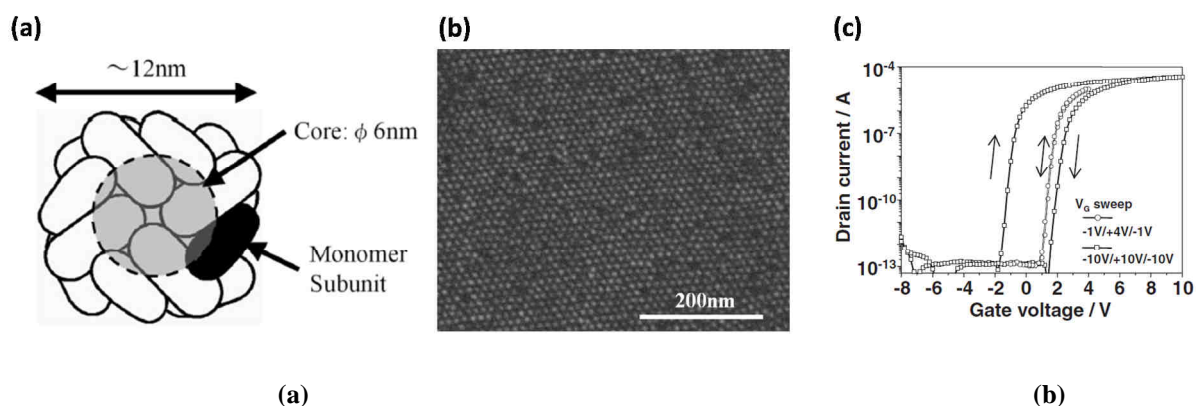 (a)
~12nm
Core: ϕ 6nm
Monomer
Subunit
(b)
200nm
(c)
Drain current / A
10⁻⁴
10⁻⁷
10⁻¹⁰
10⁻¹³
V_G sweep
-1V/+4V/-1V
-10V/+10V/-10V
-8 -6 -4 -2 0 2 4 6 8 10
Gate voltage / V
(a) (b)